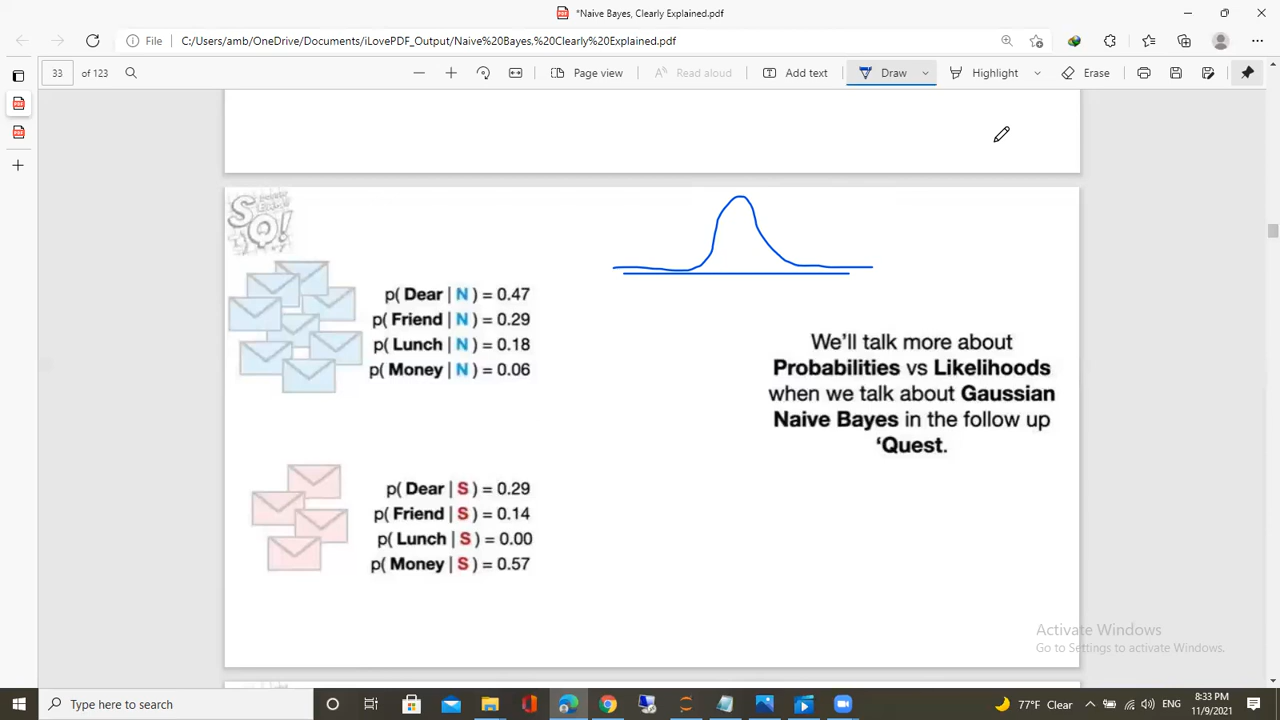 *Naive Bayes, Clearly Explained.pdf
File C:/Users/amb/OneDrive/Documents/iLovePDF_Output/Naive%20Bayes,%20Clearly%20Explained.pdf
33 of 123 Page view Read aloud Add text Draw Highlight Erase
SQ!
p( Dear | N ) = 0.47
p( Friend | N ) = 0.29
p( Lunch | N ) = 0.18
p( Money | N ) = 0.06
We'll talk more about
Probabilities vs Likelihoods
when we talk about Gaussian
Naive Bayes in the follow up
‘Quest.
p( Dear | S ) = 0.29
p( Friend | S ) = 0.14
p( Lunch | S ) = 0.00
p( Money | S ) = 0.57
Activate Windows
Go to Settings to activate Windows.
Type here to search
77°F Clear
8:33 PM
11/9/2021